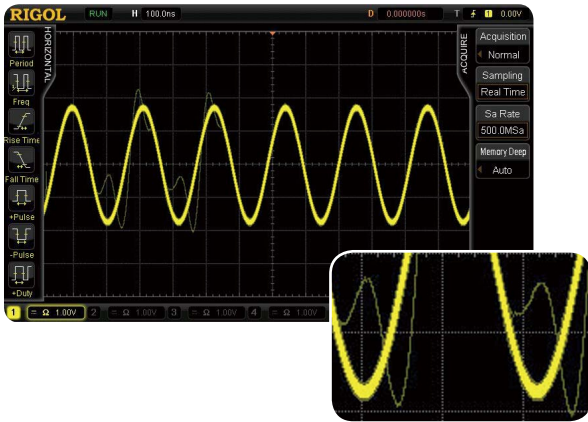 RIGOL RUN H 100.0ns D 0.000000s T 1 0.00V
HORIZONTAL
Period
Freq
Rise Time
Fall Time
+Pulse
-Pulse
+Duty
ACQUIRE
Acquisition
Normal
Sampling
Real Time
Sa Rate
500.0MSa
Memory Deep
Auto
1 = Ω 1.00V 2 = Ω 1.00V 3 = Ω 1.00V 4 = Ω 1.00V